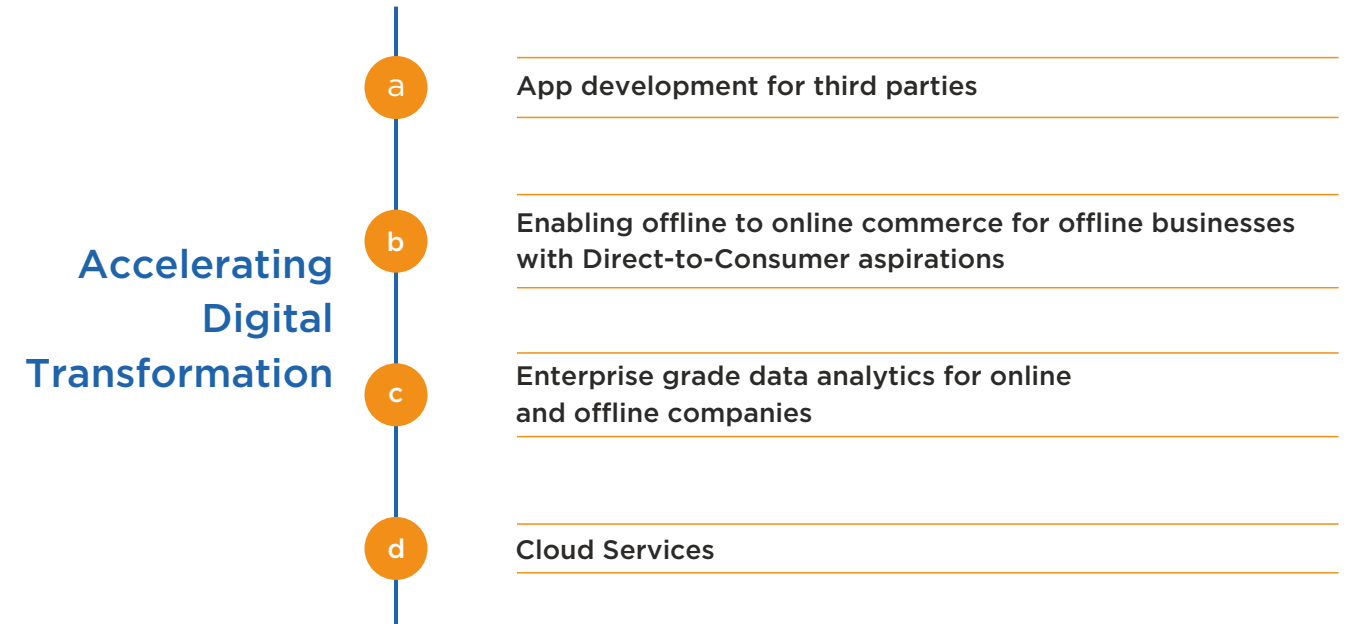 Accelerating
Digital
Transformation
a
App development for third parties
b
Enabling offline to online commerce for offline businesses
with Direct-to-Consumer aspirations
c
Enterprise grade data analytics for online
and offline companies
d
Cloud Services